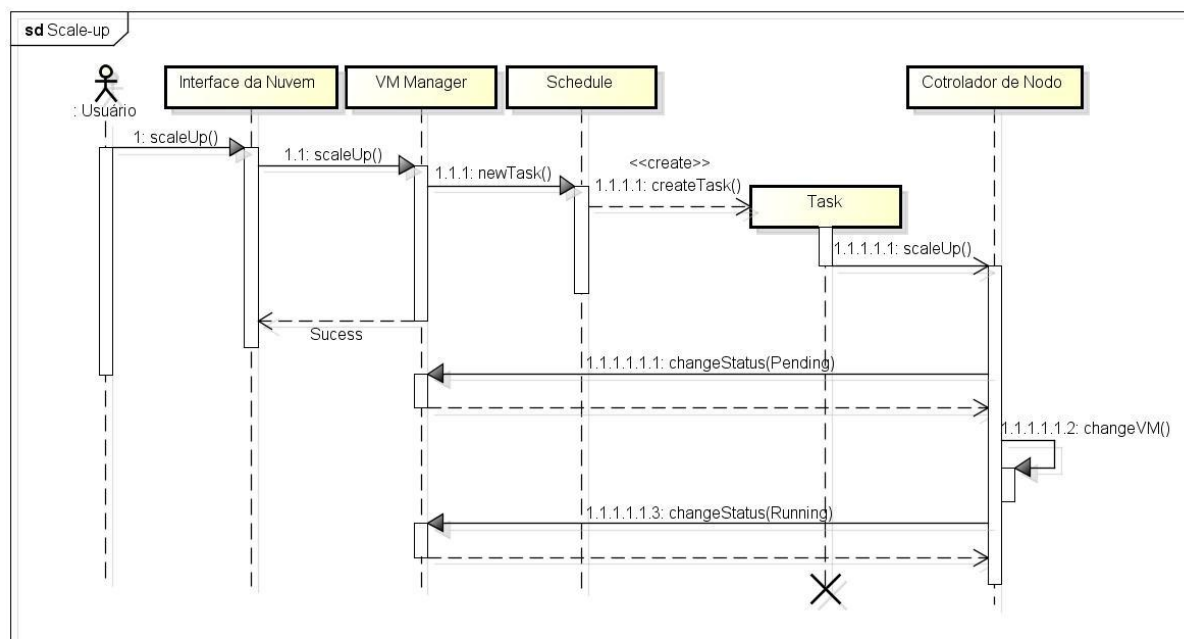 sd Scale-up
Interface da Nuvem
VM Manager
Schedule
Cotrolador de Nodo
: Usuário
1: scaleUp()
1.1: scaleUp()
1.1.1: newTask()
<<create>>
1.1.1.1: createTask()
Task
1.1.1.1.1: scaleUp()
Sucess
1.1.1.1.1.1: changeStatus(Pending)
1.1.1.1.1.2: changeVM()
1.1.1.1.1.3: changeStatus(Running)